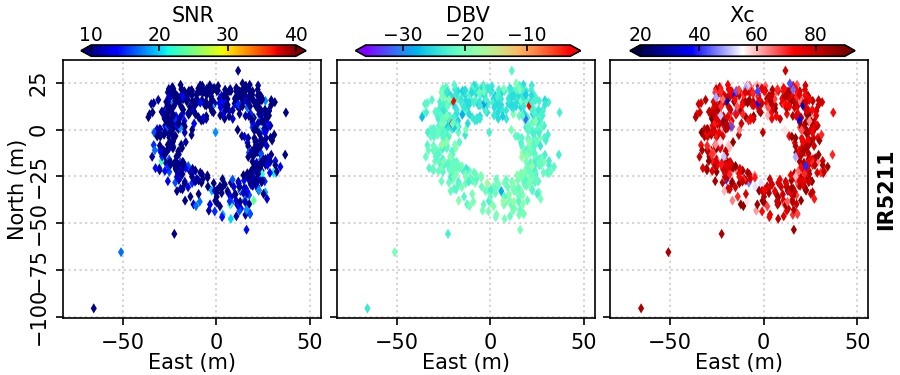 SNR DBV Xc
10 20 30 40 −30 −20 −10 20 40 60 80
25
0
−25
−50
−75
−100
North (m)
IR5211
−50 0 50 −50 0 50 −50 0 50
East (m) East (m) East (m)